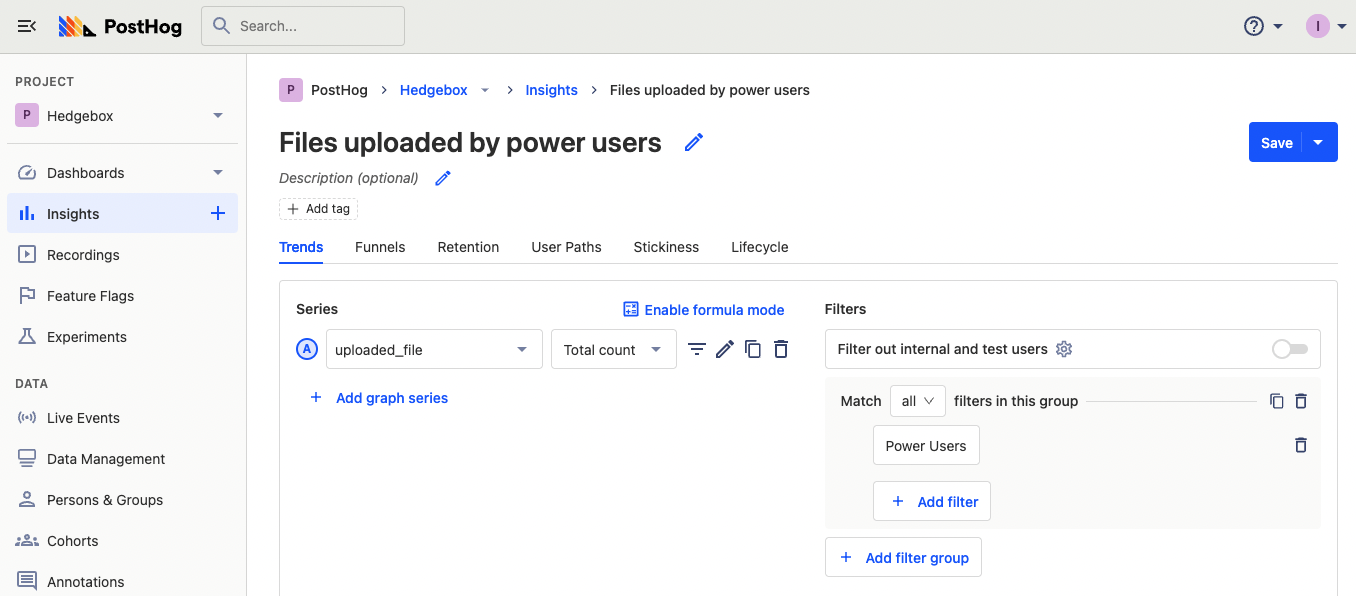 PostHog
Search...
I
PROJECT
P Hedgebox
Dashboards
Insights
Recordings
Feature Flags
Experiments
DATA
Live Events
Data Management
Persons & Groups
Cohorts
Annotations
P PostHog > Hedgebox > Insights > Files uploaded by power users
Files uploaded by power users
Save
Description (optional)
+ Add tag
Trends Funnels Retention User Paths Stickiness Lifecycle
Series Enable formula mode
A uploaded_file Total count
+ Add graph series
Filters
Filter out internal and test users
Match all filters in this group
Power Users
+ Add filter
+ Add filter group